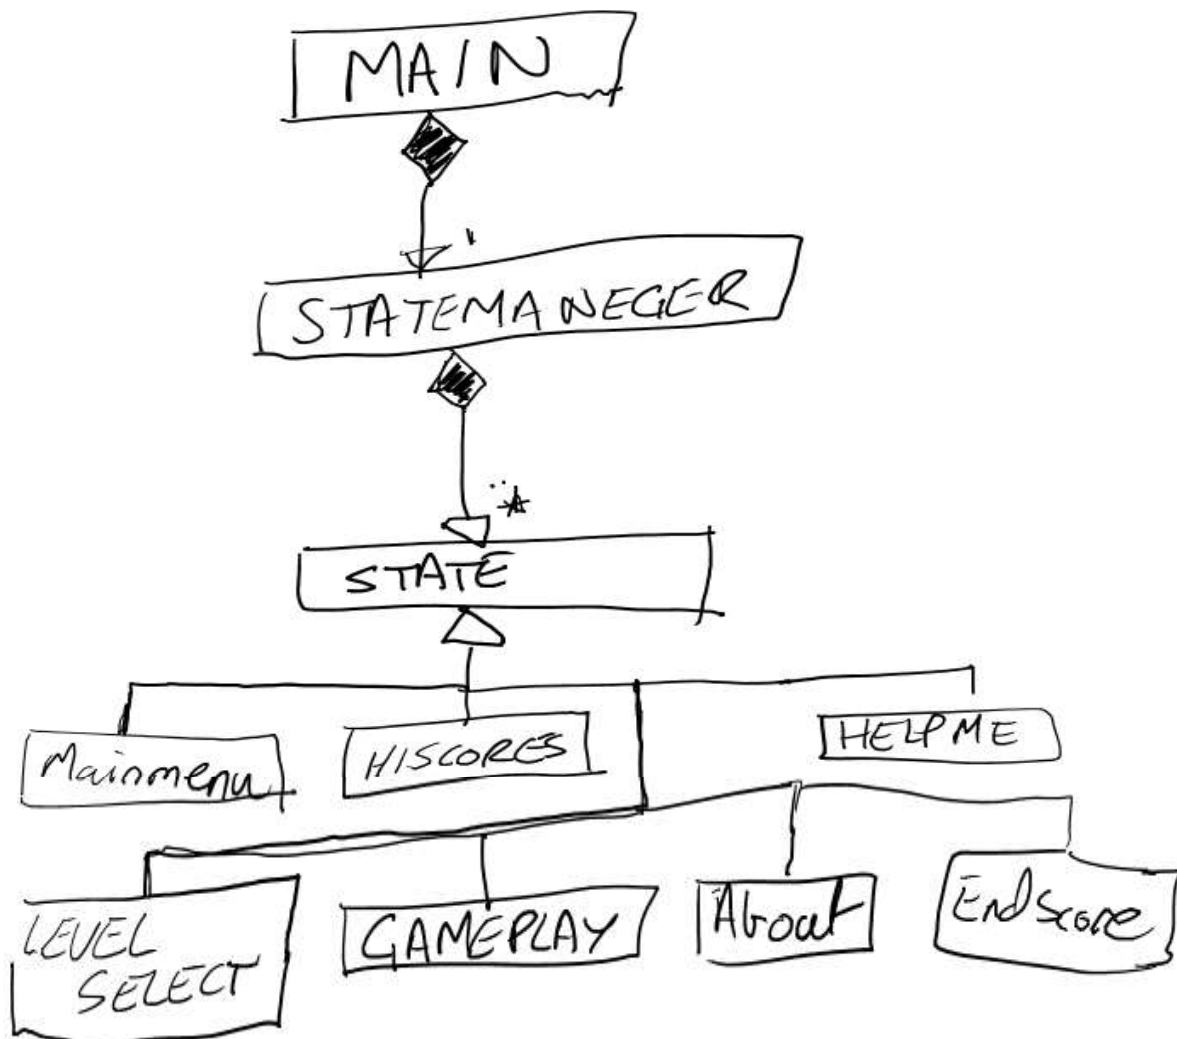 MAIN
STATEMANEGER
*
STATE
Mainmenu
HISCORES
HELPME
LEVEL
SELECT
GAMEPLAY
About
EndScore